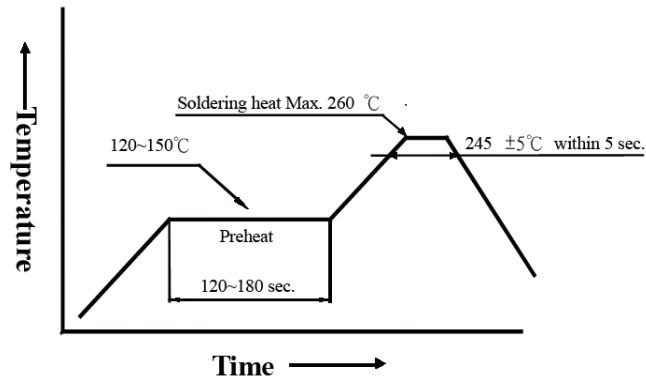 Soldering heat Max. 260 ℃
120~150℃
245 ±5℃ within 5 sec.
Preheat
120~180 sec.
Temperature
Time